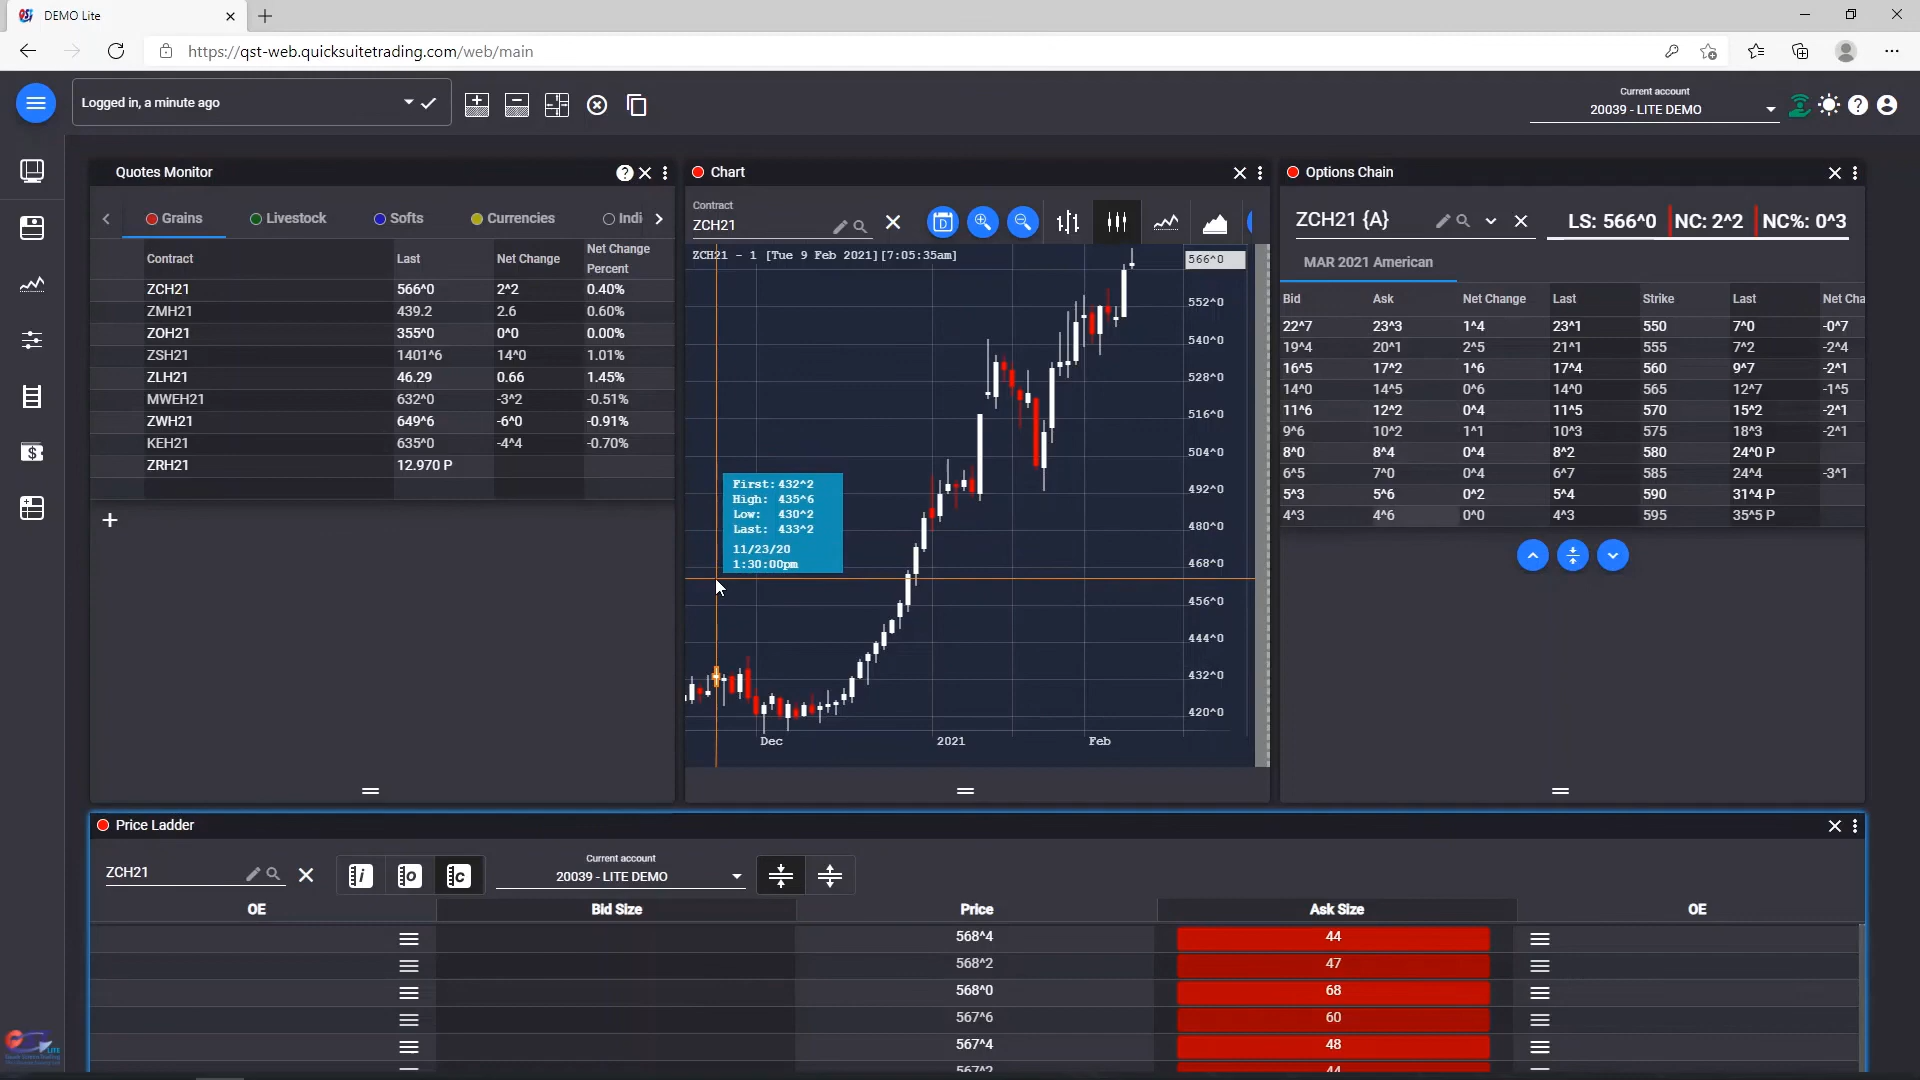 DEMO Lite
https://qst-web.quicksuitetrading.com/web/main
Logged in, a minute ago
Current account
20039 - LITE DEMO
Quotes Monitor
Grains Livestock Softs Currencies Indi
Contract Last Net Change Net Change Percent
ZCH21 566^0 2^2 0.40%
ZMH21 439.2 2.6 0.60%
ZOH21 355^0 0^0 0.00%
ZSH21 1401^6 14^0 1.01%
ZLH21 46.29 0.66 1.45%
MWEH21 632^0 -3^2 -0.51%
ZWH21 649^6 -6^0 -0.91%
KEH21 635^0 -4^4 -0.70%
ZRH21 12.970 P
Chart
Contract
ZCH21
D
ZCH21 - 1 [Tue 9 Feb 2021][7:05:35am]
566^0
552^0
540^0
528^0
516^0
504^0
492^0
480^0
468^0
456^0
444^0
432^0
420^0
First: 432^2
High: 435^6
Low: 430^2
Last: 433^2
11/23/20
1:30:00pm
Dec 2021 Feb
Options Chain
ZCH21 {A}
LS: 566^0 NC: 2^2 NC%: 0^3
MAR 2021 American
Bid Ask Net Change Last Strike Last Net Cha
22^7 23^3 1^4 23^1 550 7^0 -0^7
19^4 20^1 2^5 21^1 555 7^2 -2^4
16^5 17^2 1^6 17^4 560 9^7 -2^1
14^0 14^5 0^6 14^0 565 12^7 -1^5
11^6 12^2 0^4 11^5 570 15^2 -2^1
9^6 10^2 1^1 10^3 575 18^3 -2^1
8^0 8^4 0^4 8^2 580 24^0 P
6^5 7^0 0^4 6^7 585 24^4 -3^1
5^3 5^6 0^2 5^4 590 31^4 P
4^3 4^6 0^0 4^3 595 35^5 P
Price Ladder
ZCH21
i o c
Current account
20039 - LITE DEMO
OE Bid Size Price Ask Size OE
568^4 44
568^2 47
568^0 68
567^6 60
567^4 48
567^2 44
LITE